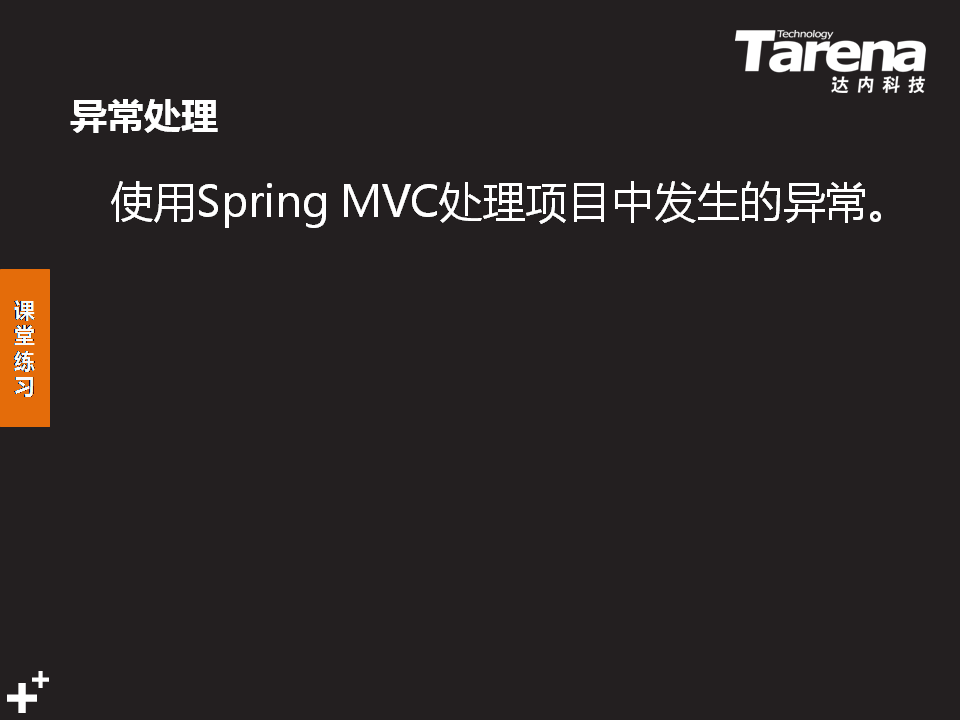 Technology
Tarena
达内科技
异常处理
使用Spring MVC处理项目中发生的异常。
课
堂
练
习